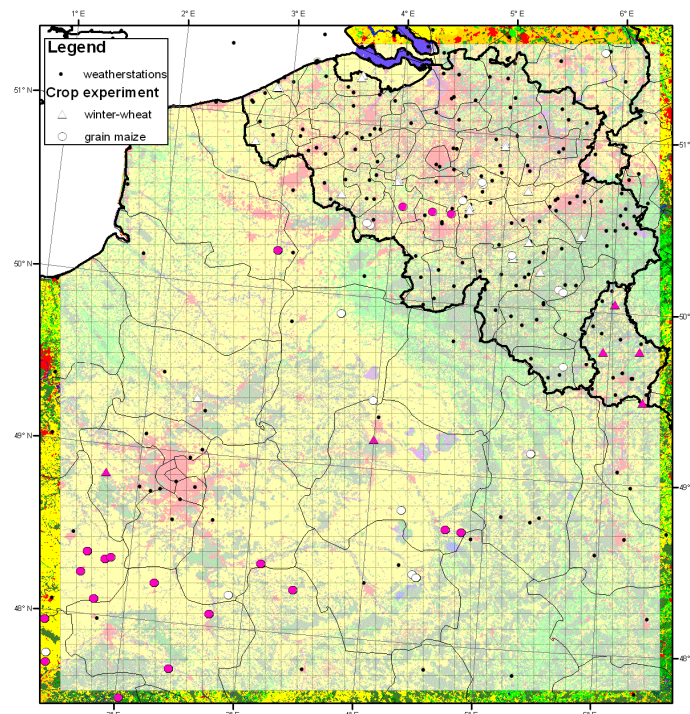 1° E 2° E 3° E 4° E 5° E 6° E
Legend
weatherstations
Crop experiment
winter-wheat
grain maize
51° N
51° N
50° N
50° N
49° N
49° N
48° N
48° N